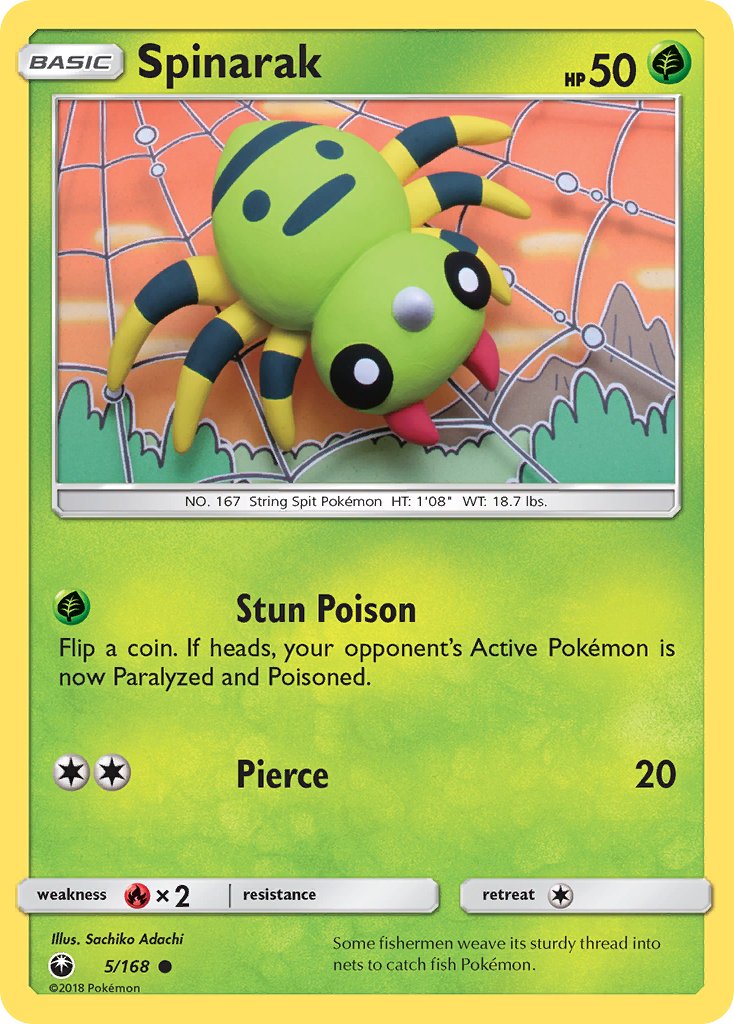 BASIC Spinarak HP 50
NO. 167 String Spit Pokémon HT: 1'08" WT: 18.7 lbs.
Stun Poison
Flip a coin. If heads, your opponent's Active Pokémon is
now Paralyzed and Poisoned.
Pierce 20
weakness × 2 resistance retreat
Illus. Sachiko Adachi
5/168
©2018 Pokémon
Some fishermen weave its sturdy thread into
nets to catch fish Pokémon.